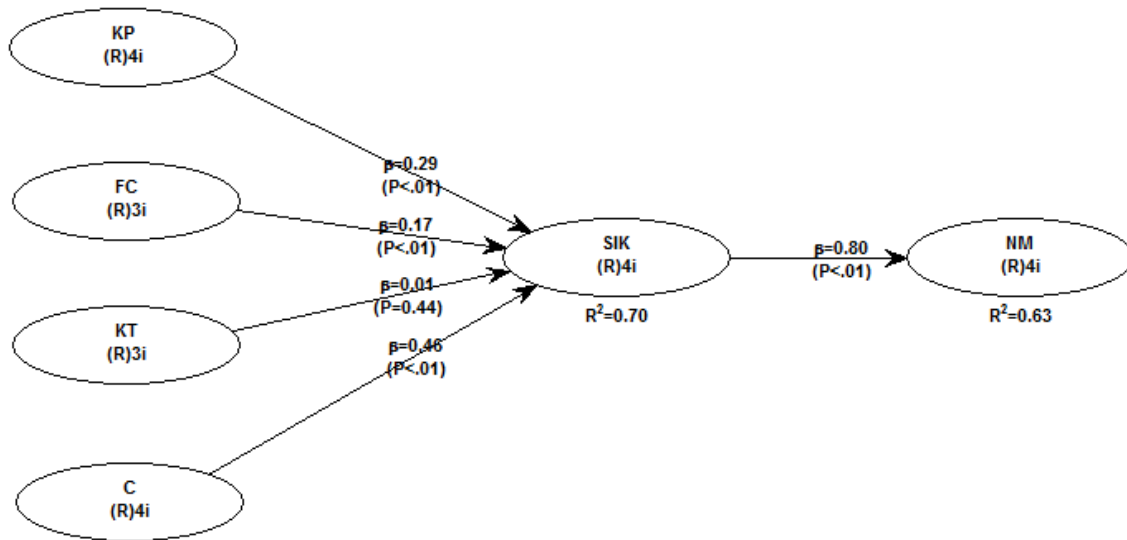 KP
(R)4i
β=0.29
(P<.01)
FC
(R)3i
β=0.17
(P<.01)
KT
(R)3i
β=0.01
(P=0.44)
C
(R)4i
β=0.46
(P<.01)
SIK
(R)4i
R²=0.70
β=0.80
(P<.01)
NM
(R)4i
R²=0.63